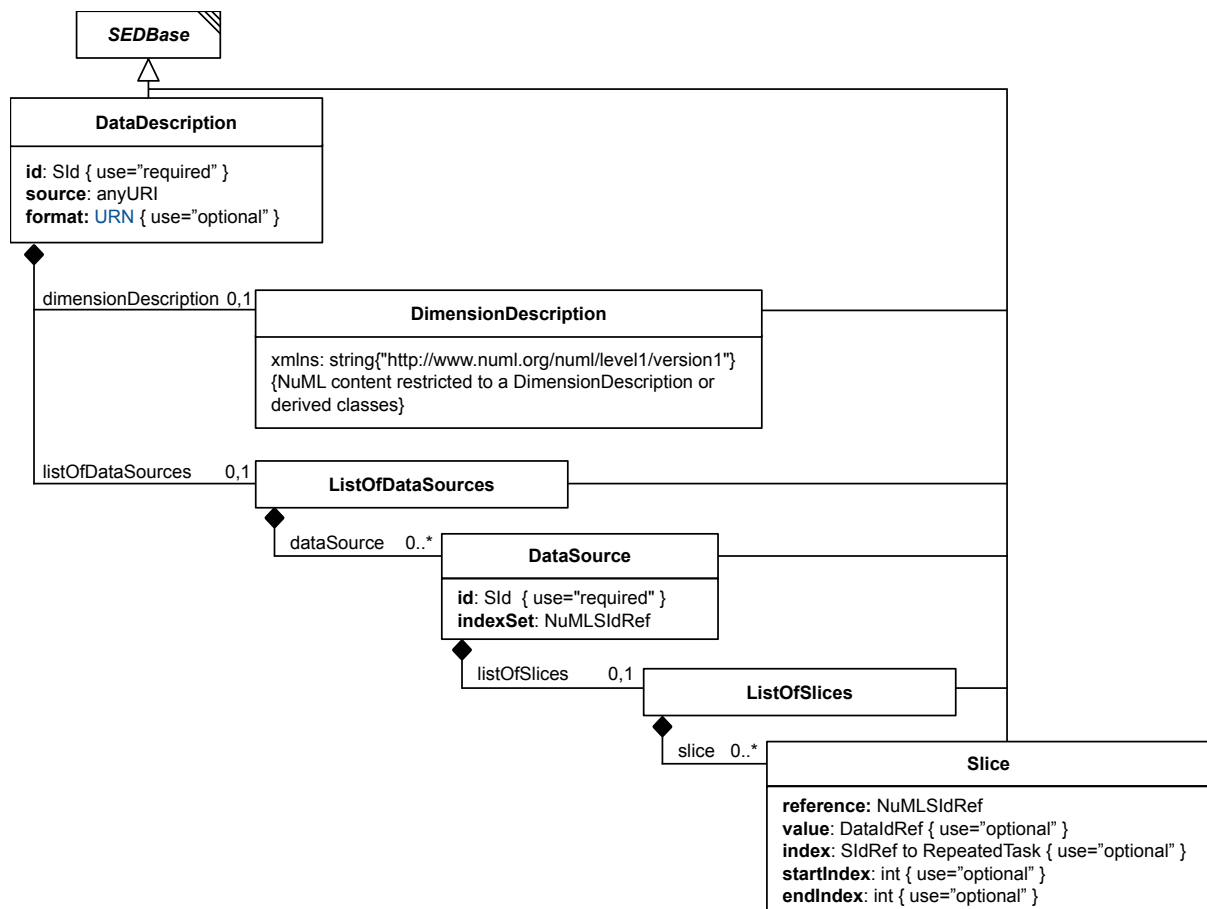 SEDBase
DataDescription
id: SId { use=”required” }
source: anyURI
format: URN { use=”optional” }
dimensionDescription 0,1
DimensionDescription
xmlns: string{"http://www.numl.org/numl/level1/version1"}
{NuML content restricted to a DimensionDescription or
derived classes}
listOfDataSources 0,1
ListOfDataSources
dataSource 0..*
DataSource
id: SId { use="required" }
indexSet: NuMLSIdRef
listOfSlices 0,1
ListOfSlices
slice 0..*
Slice
reference: NuMLSIdRef
value: DataIdRef { use=”optional” }
index: SIdRef to RepeatedTask { use=”optional” }
startIndex: int { use=”optional” }
endIndex: int { use=”optional” }